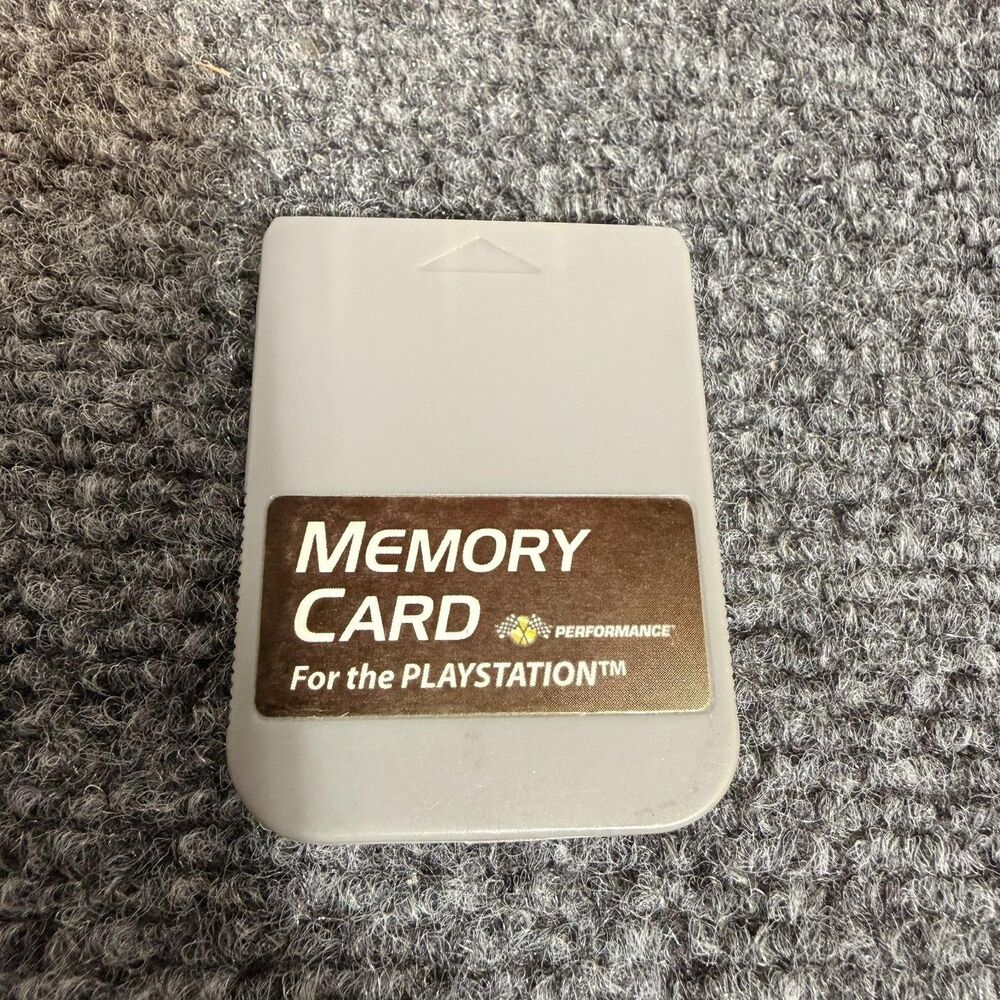 MEMORY
CARD PERFORMANCE
For the PLAYSTATION™